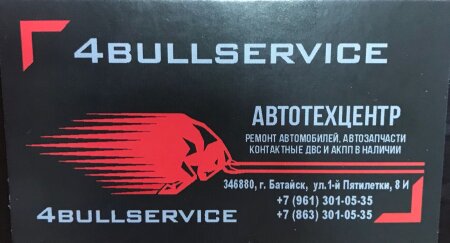 4BULLSERVICE
АВТОТЕХЦЕНТР
РЕМОНТ АВТОМОБИЛЕЙ, АВТОЗАПЧАСТИ
КОНТАКТНЫЕ ДВС И АКПП В НАЛИЧИИ
346880, г. Батайск, ул.1-й Пятилетки, 8 И
+7 (961) 301-05-35
+7 (863) 301-05-35
4BULLSERVICE